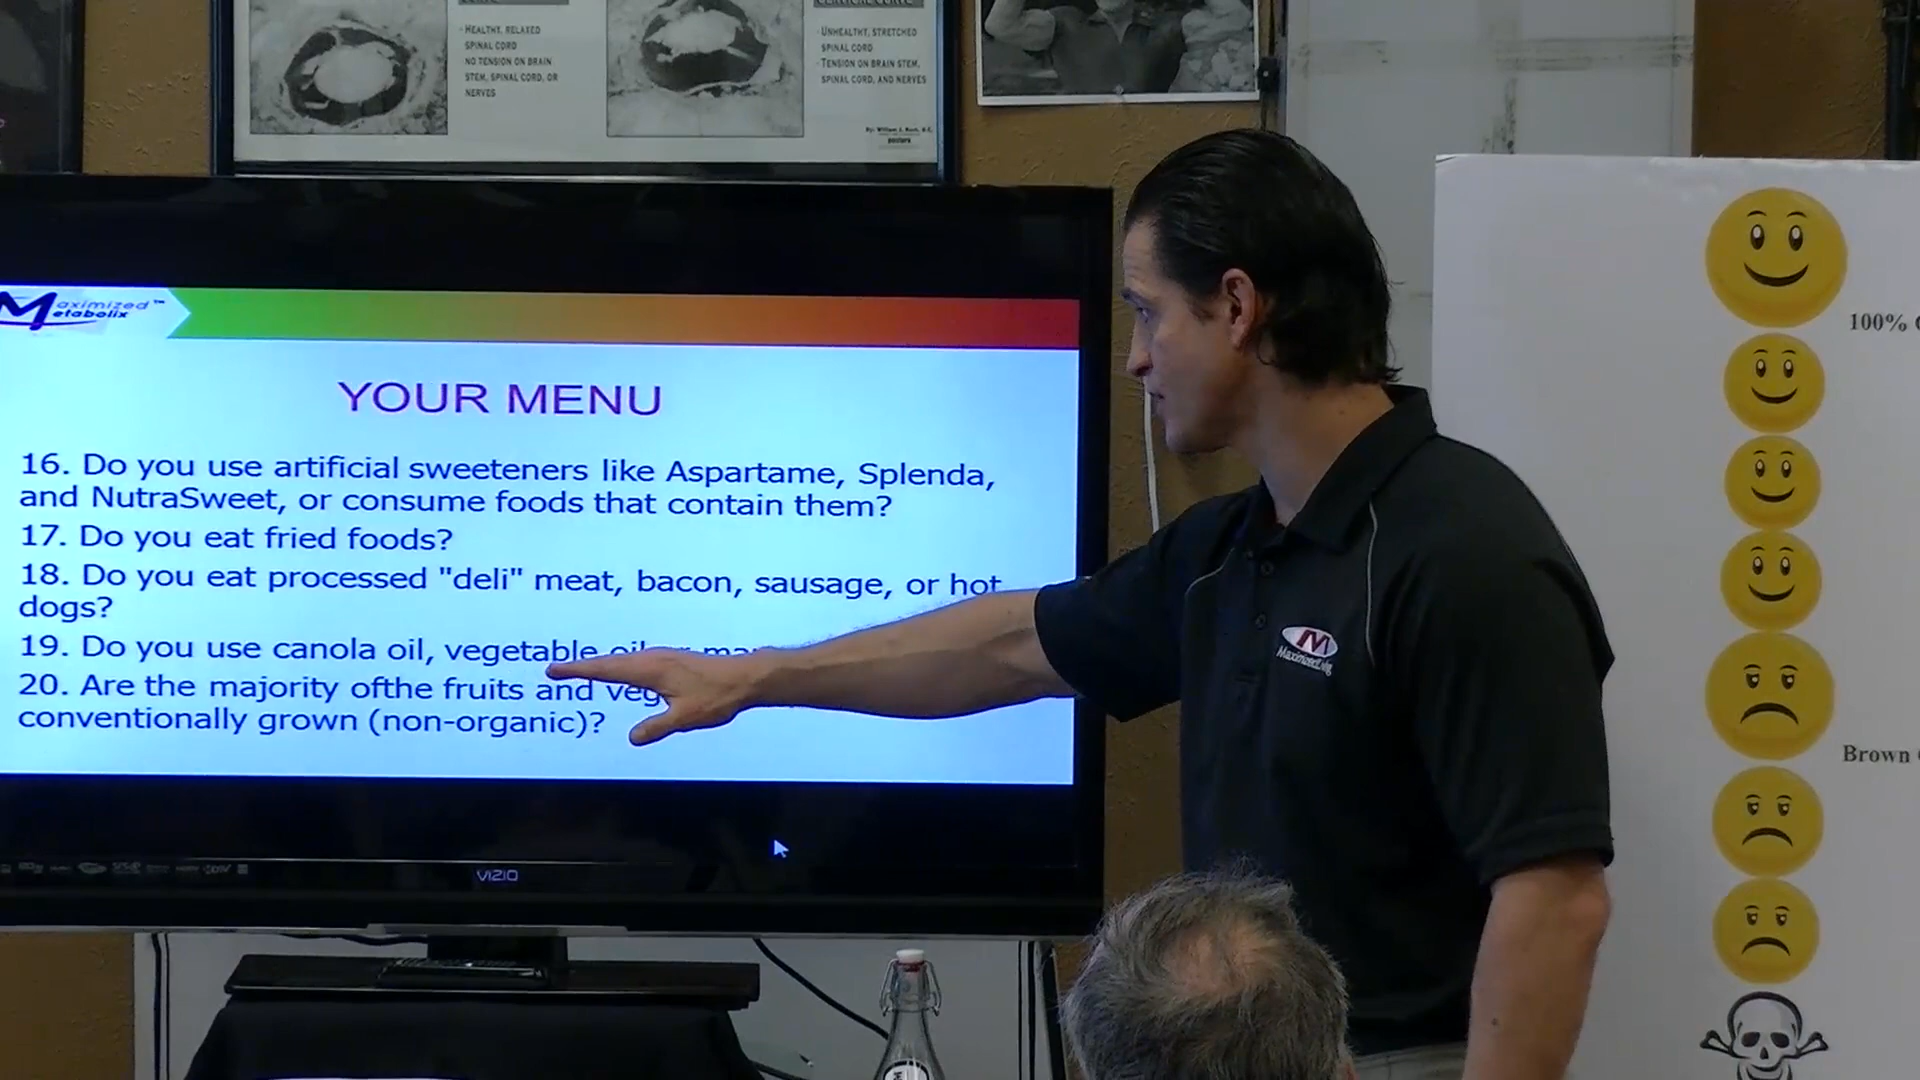 HEALTHY, RELAXED
SPINAL CORD
NO TENSION ON BRAIN
STEM, SPINAL CORD, OR
NERVES
UNHEALTHY, STRETCHED
SPINAL CORD
TENSION ON BRAIN STEM,
SPINAL CORD, AND NERVES
Maximized™
Metabolix
YOUR MENU
16. Do you use artificial sweeteners like Aspartame, Splenda,
and NutraSweet, or consume foods that contain them?
17. Do you eat fried foods?
18. Do you eat processed "deli" meat, bacon, sausage, or hot
dogs?
19. Do you use canola oil, vegetable oil
20. Are the majority ofthe fruits and
conventionally grown (non-organic)?
VIZIO
M
MaximizedLiving
100%
Brown